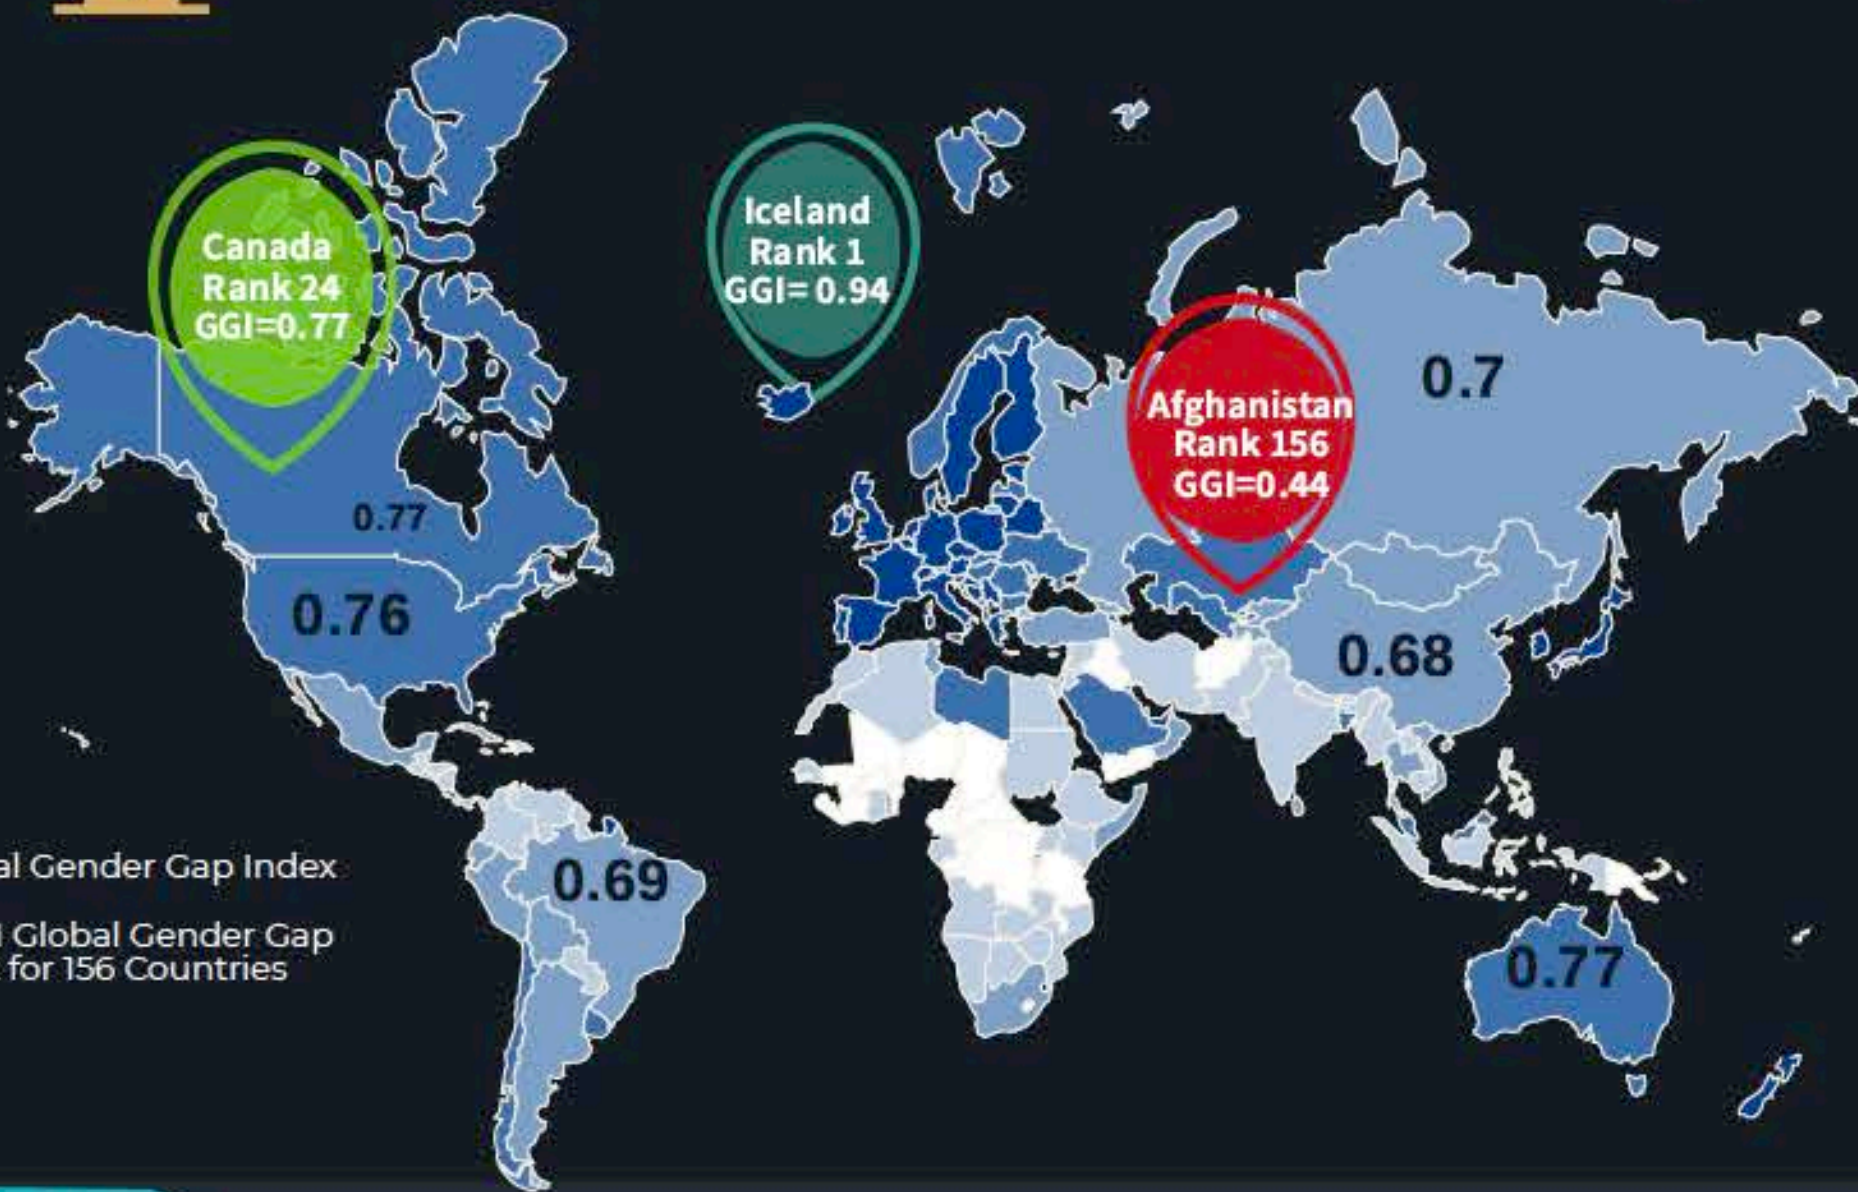 Canada
Rank 24
GGI=0.77
Iceland
Rank 1
GGI= 0.94
Afghanistan
Rank 156
GGI=0.44
0.7
0.77
0.76
0.68
0.69
0.77
Gender Gap Index
Global Gender Gap
for 156 Countries